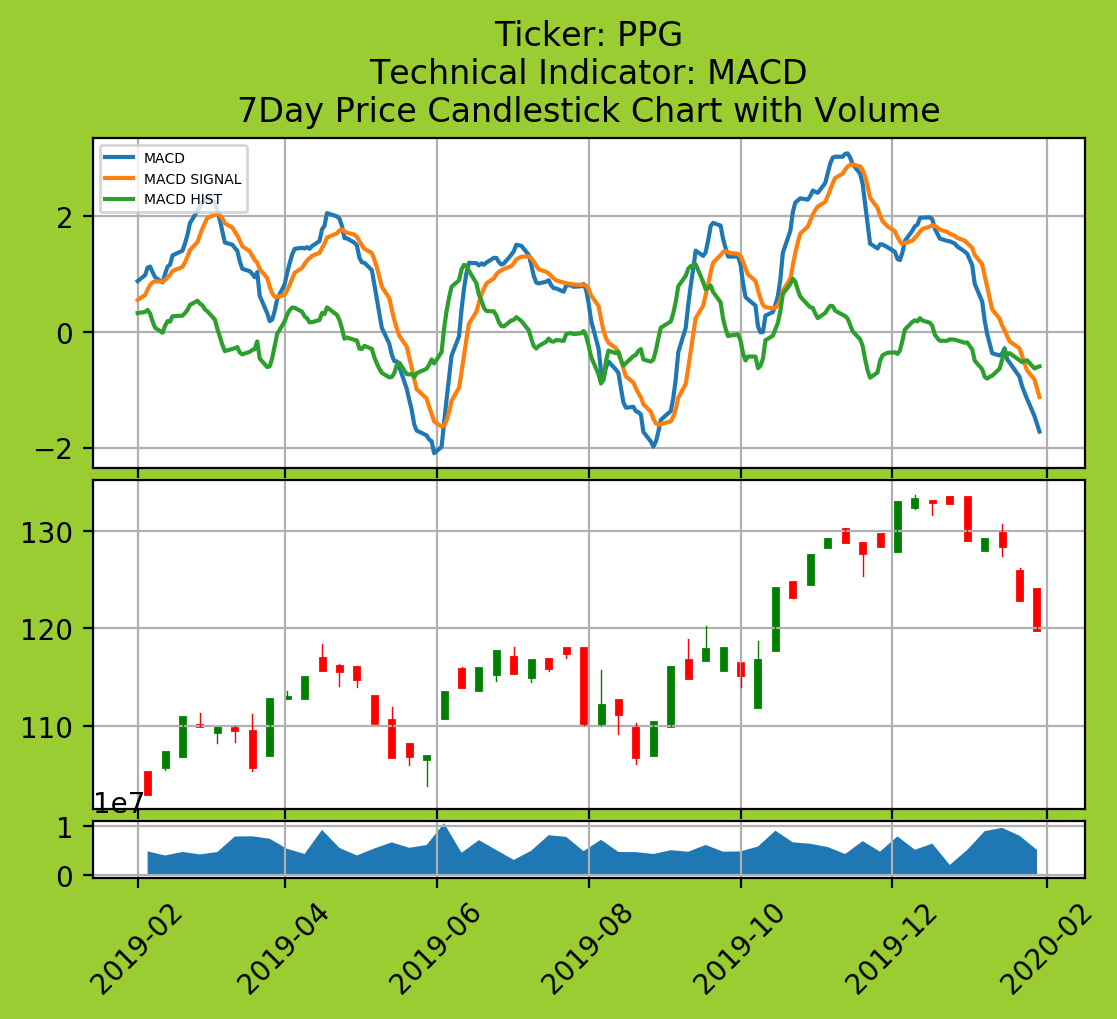 Ticker: PPG
Technical Indicator: MACD
7Day Price Candlestick Chart with Volume
MACD
MACD SIGNAL
MACD HIST
2
0
−2
130
120
110
1e7
1
0
2019-02
2019-04
2019-06
2019-08
2019-10
2019-12
2020-02